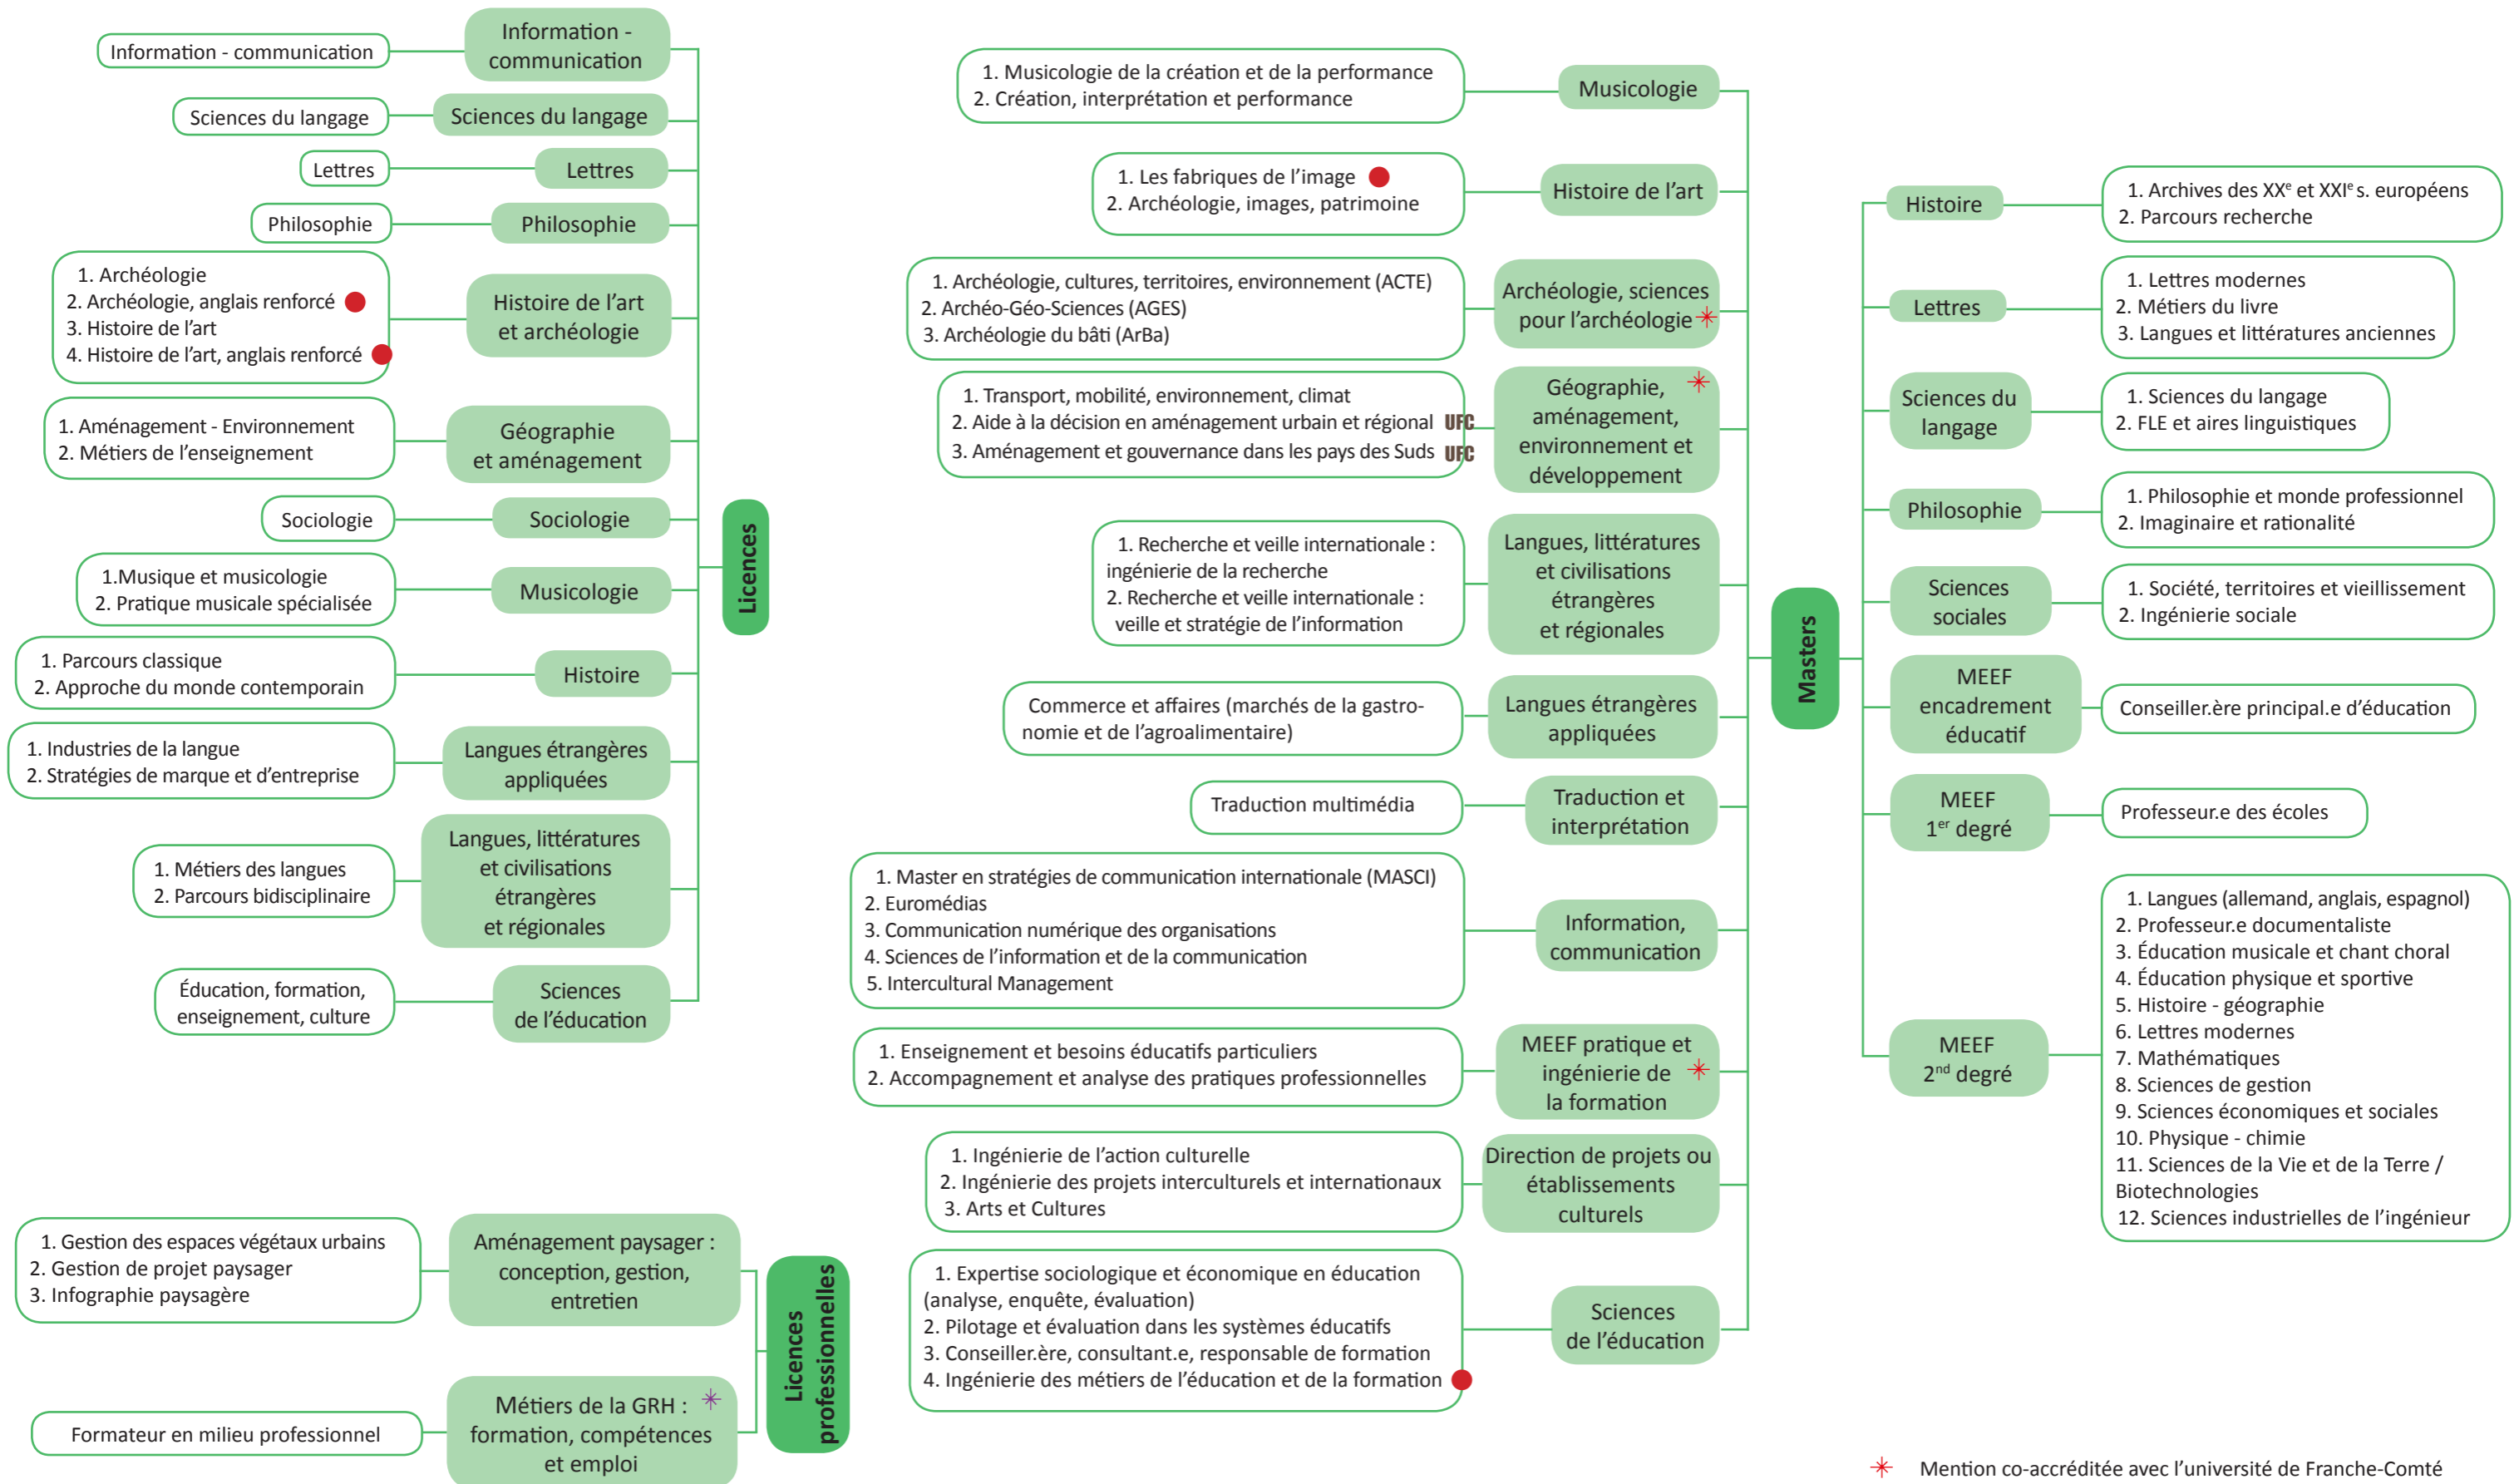 Information - communication
Information -
communication
Sciences du langage
Sciences du langage
Lettres
Lettres
Philosophie
Philosophie
1. Archéologie
2. Archéologie, anglais renforcé
3. Histoire de l’art
4. Histoire de l’art, anglais renforcé
Histoire de l’art
et archéologie
1. Aménagement - Environnement
2. Métiers de l’enseignement
Géographie
et aménagement
Sociologie
Sociologie
1.Musique et musicologie
2. Pratique musicale spécialisée
Musicologie
1. Parcours classique
2. Approche du monde contemporain
Histoire
1. Industries de la langue
2. Stratégies de marque et d’entreprise
Langues étrangères
appliquées
1. Métiers des langues
2. Parcours bidisciplinaire
Langues, littératures
et civilisations
étrangères
et régionales
Éducation, formation,
enseignement, culture
Sciences
de l’éducation
Licences
1. Gestion des espaces végétaux urbains
2. Gestion de projet paysager
3. Infographie paysagère
Aménagement paysager :
conception, gestion,
entretien
Formateur en milieu professionnel
Métiers de la GRH :
formation, compétences
et emploi
Licences
professionnelles
1. Musicologie de la création et de la performance
2. Création, interprétation et performance
Musicologie
1. Les fabriques de l’image
2. Archéologie, images, patrimoine
Histoire de l’art
1. Archéologie, cultures, territoires, environnement (ACTE)
2. Archéo-Géo-Sciences (AGES)
3. Archéologie du bâti (ArBa)
Archéologie, sciences
pour l’archéologie
1. Transport, mobilité, environnement, climat
2. Aide à la décision en aménagement urbain et régional UFC
3. Aménagement et gouvernance dans les pays des Suds UFC
Géographie,
aménagement,
environnement et
développement
1. Recherche et veille internationale :
ingénierie de la recherche
2. Recherche et veille internationale :
veille et stratégie de l’information
Langues, littératures
et civilisations
étrangères
et régionales
Commerce et affaires (marchés de la gastro-
nomie et de l’agroalimentaire)
Langues étrangères
appliquées
Traduction multimédia
Traduction et
interprétation
1. Master en stratégies de communication internationale (MASCI)
2. Euromédias
3. Communication numérique des organisations
4. Sciences de l’information et de la communication
5. Intercultural Management
Information,
communication
1. Enseignement et besoins éducatifs particuliers
2. Accompagnement et analyse des pratiques professionnelles
MEEF pratique et
ingénierie de
la formation
1. Ingénierie de l’action culturelle
2. Ingénierie des projets interculturels et internationaux
3. Arts et Cultures
Direction de projets ou
établissements
culturels
1. Expertise sociologique et économique en éducation
(analyse, enquête, évaluation)
2. Pilotage et évaluation dans les systèmes éducatifs
3. Conseiller.ère, consultant.e, responsable de formation
4. Ingénierie des métiers de l’éducation et de la formation
Sciences
de l’éducation
Masters
Histoire
1. Archives des XXe et XXIe s. européens
2. Parcours recherche
Lettres
1. Lettres modernes
2. Métiers du livre
3. Langues et littératures anciennes
Sciences du
langage
1. Sciences du langage
2. FLE et aires linguistiques
Philosophie
1. Philosophie et monde professionnel
2. Imaginaire et rationalité
Sciences
sociales
1. Société, territoires et vieillissement
2. Ingénierie sociale
MEEF
encadrement
éducatif
Conseiller.ère principal.e d’éducation
MEEF
1er degré
Professeur.e des écoles
MEEF
2nd degré
1. Langues (allemand, anglais, espagnol)
2. Professeur.e documentaliste
3. Éducation musicale et chant choral
4. Éducation physique et sportive
5. Histoire - géographie
6. Lettres modernes
7. Mathématiques
8. Sciences de gestion
9. Sciences économiques et sociales
10. Physique - chimie
11. Sciences de la Vie et de la Terre /
Biotechnologies
12. Sciences industrielles de l’ingénieur
Mention co-accréditée avec l’université de Franche-Comté